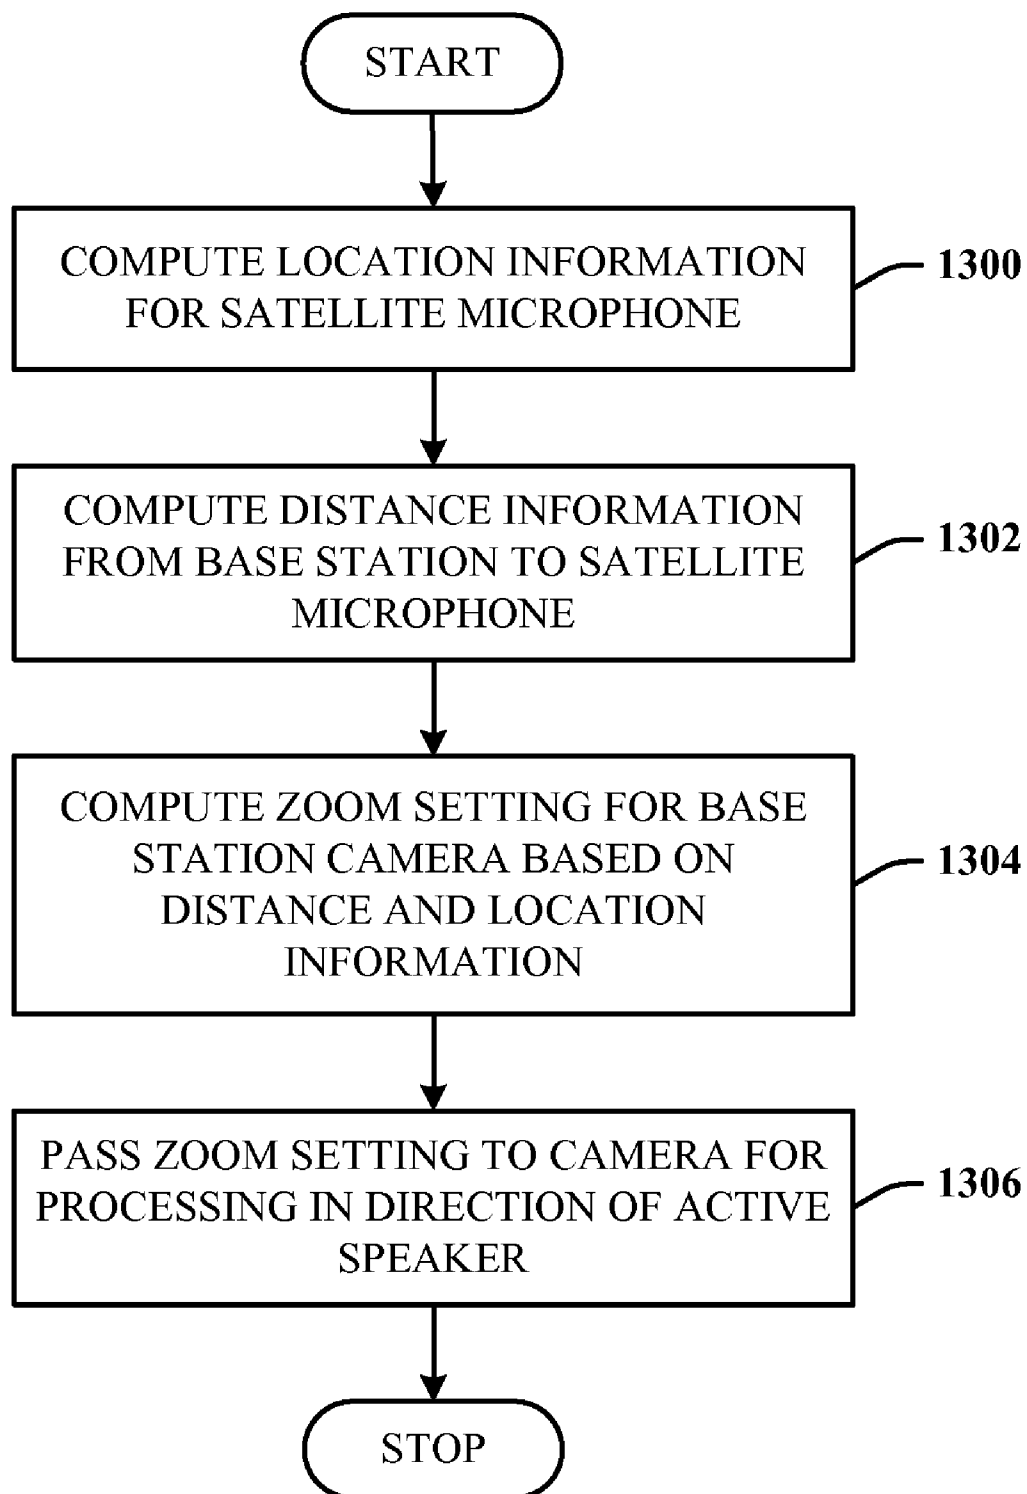 START
COMPUTE LOCATION INFORMATION
FOR SATELLITE MICROPHONE
1300
COMPUTE DISTANCE INFORMATION
FROM BASE STATION TO SATELLITE
MICROPHONE
1302
COMPUTE ZOOM SETTING FOR BASE
STATION CAMERA BASED ON
DISTANCE AND LOCATION
INFORMATION
1304
PASS ZOOM SETTING TO CAMERA FOR
PROCESSING IN DIRECTION OF ACTIVE
SPEAKER
1306
STOP